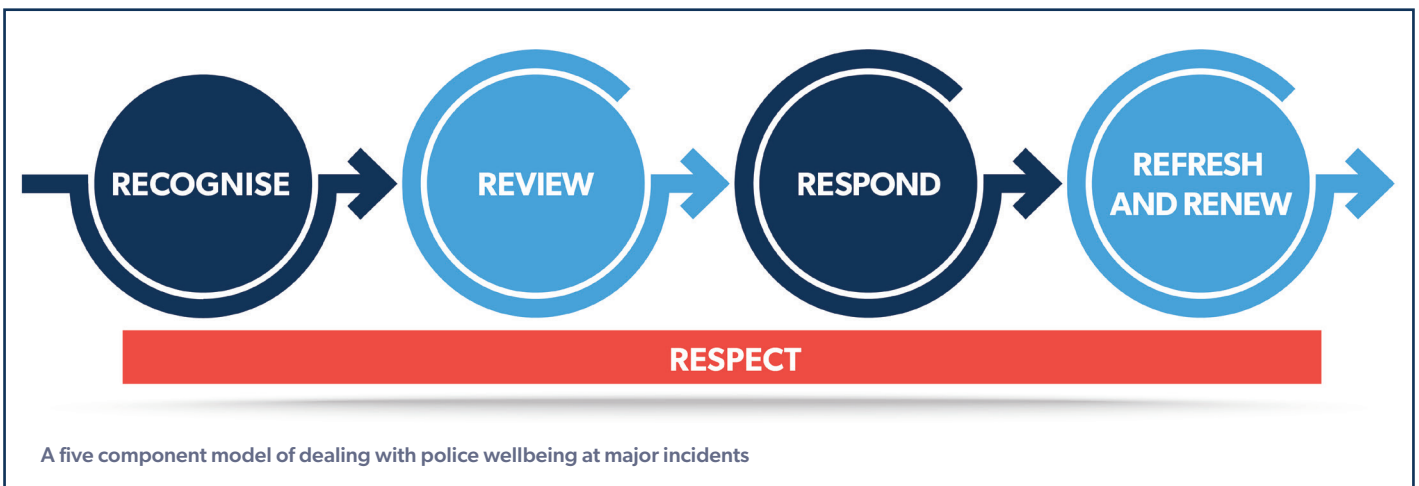 RECOGNISE
REVIEW
RESPOND
REFRESH
AND RENEW
RESPECT
A five component model of dealing with police wellbeing at major incidents